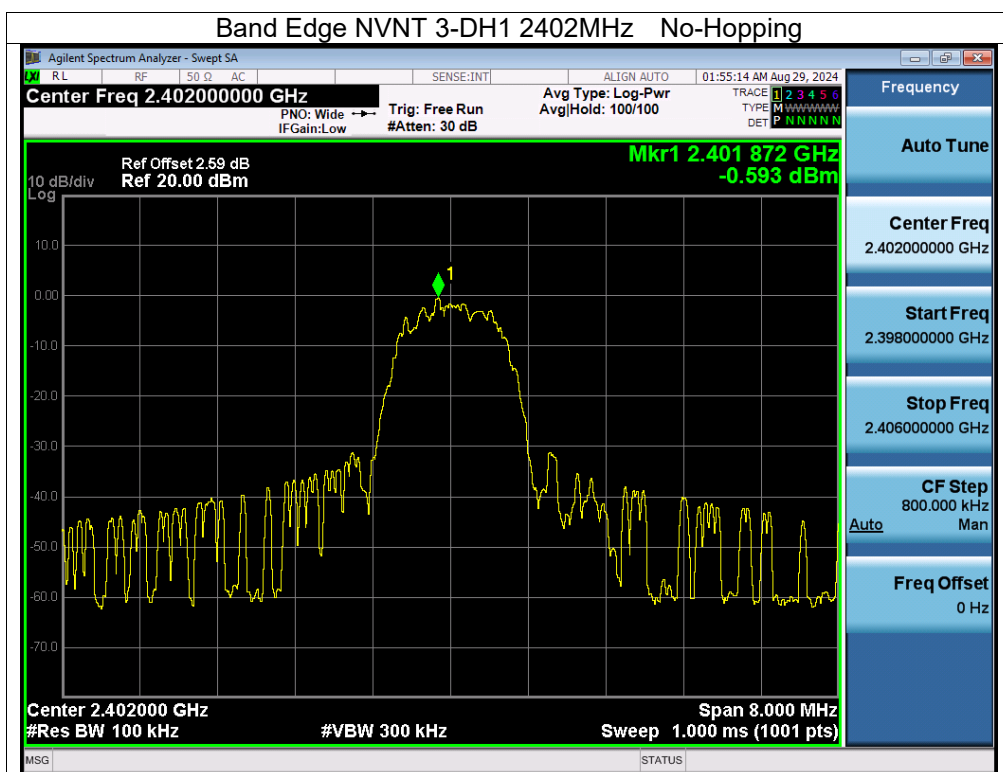 Band Edge NVNT 3-DH1 2402MHz No-Hopping
Agilent Spectrum Analyzer - Swept SA
LXI RL RF 50 Ω AC SENSE:INT ALIGN AUTO 01:55:14 AM Aug 29, 2024
Center Freq 2.402000000 GHz
PNO: Wide
IFGain:Low
Trig: Free Run
#Atten: 30 dB
Avg Type: Log-Pwr
Avg|Hold: 100/100
TRACE 1 2 3 4 5 6
TYPE M WWWWW
DET P N N N N N
Ref Offset 2.59 dB
10 dB/div Ref 20.00 dBm
Log
Mkr1 2.401 872 GHz
-0.593 dBm
10.0
0.00
-10.0
-20.0
-30.0
-40.0
-50.0
-60.0
-70.0
1
Center 2.402000 GHz Span 8.000 MHz
#Res BW 100 kHz #VBW 300 kHz Sweep 1.000 ms (1001 pts)
MSG STATUS
Frequency
Auto Tune
Center Freq
2.402000000 GHz
Start Freq
2.398000000 GHz
Stop Freq
2.406000000 GHz
CF Step
800.000 kHz
Auto Man
Freq Offset
0 Hz